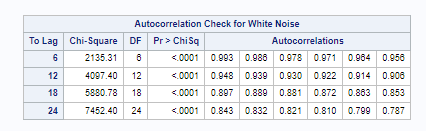 Autocorrelation Check for White Noise
To Lag Chi-Square DF Pr > ChiSq Autocorrelations
6 2135.31 6 <.0001 0.993 0.986 0.978 0.971 0.964 0.956
12 4097.40 12 <.0001 0.948 0.939 0.930 0.922 0.914 0.906
18 5880.78 18 <.0001 0.897 0.889 0.881 0.872 0.863 0.853
24 7452.40 24 <.0001 0.843 0.832 0.821 0.810 0.799 0.787